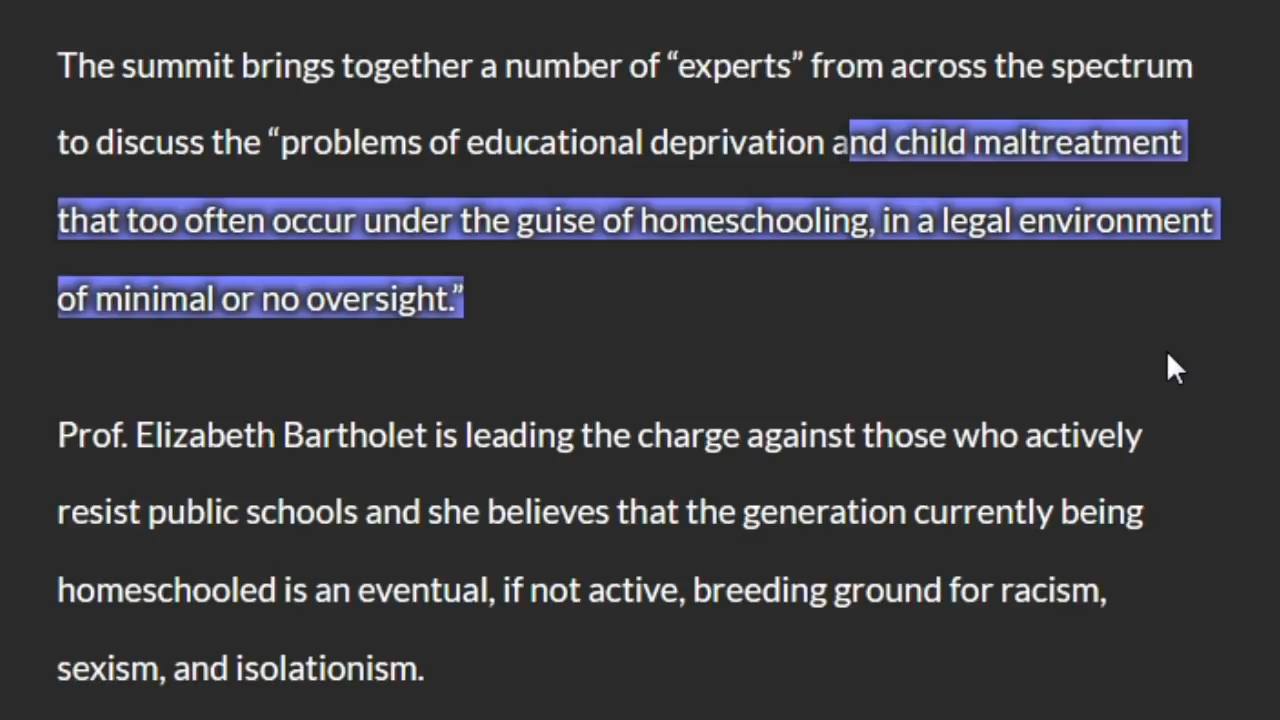 The summit brings together a number of “experts” from across the spectrum
to discuss the “problems of educational deprivation and child maltreatment
that too often occur under the guise of homeschooling, in a legal environment
of minimal or no oversight.”
Prof. Elizabeth Bartholet is leading the charge against those who actively
resist public schools and she believes that the generation currently being
homeschooled is an eventual, if not active, breeding ground for racism,
sexism, and isolationism.